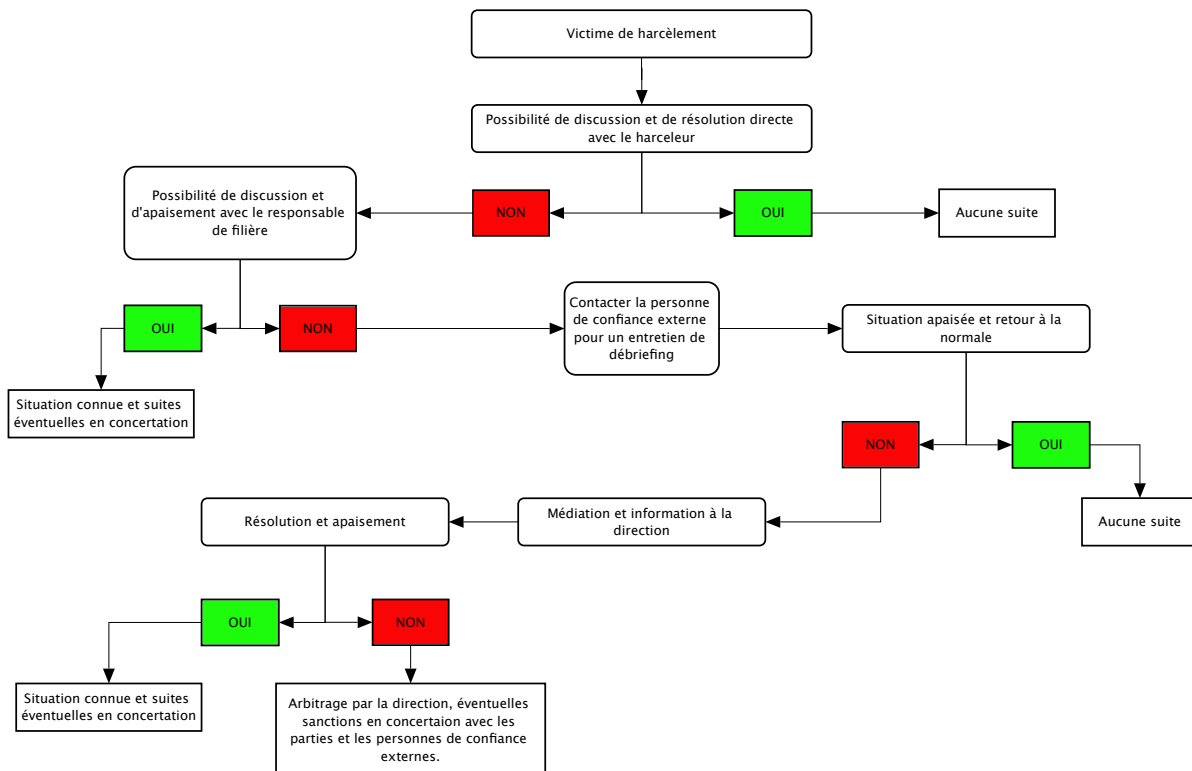 Victime de harcèlement
Possibilité de discussion et de résolution directe
avec le harceleur
Possibilité de discussion et
d'apaisement avec le responsable
de filière
NON
OUI
Aucune suite
OUI
NON
Contacter la personne
de confiance externe
pour un entretien de
débriefing
Situation apaisée et retour à la
normale
Situation connue et suites
éventuelles en concertation
NON
OUI
Résolution et apaisement
Médiation et information à la
direction
Aucune suite
OUI
NON
Situation connue et suites
éventuelles en concertation
Arbitrage par la direction, éventuelles
sanctions en concertaion avec les
parties et les personnes de confiance
externes.